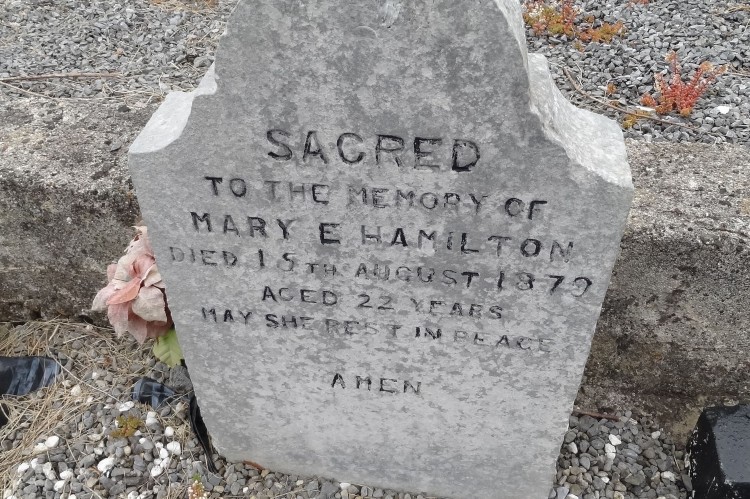 SACRED
TO THE MEMORY OF
MARY E HAMILTON
DIED 15TH AUGUST 1879
AGED 22 YEARS
MAY SHE REST IN PEACE
AMEN